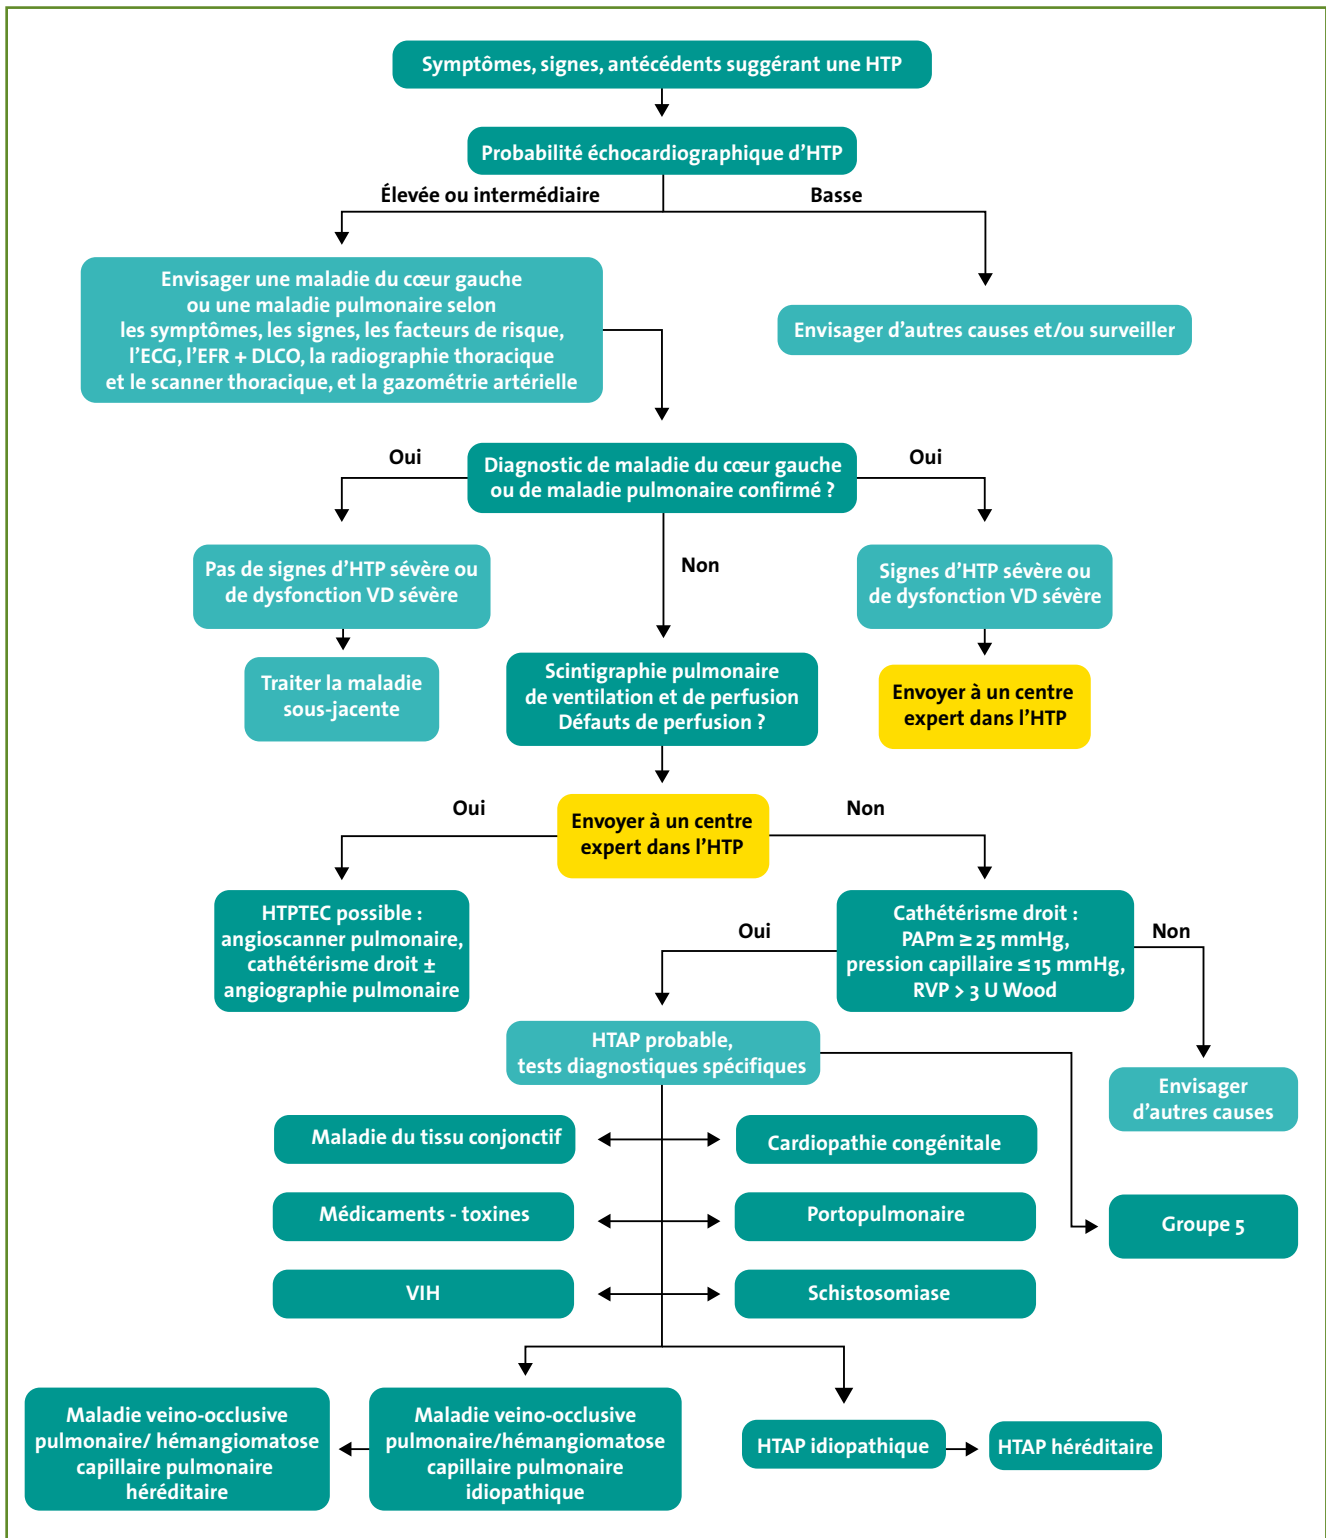 Symptômes, signes, antécédents suggérant une HTP
Probabilité échocardiographique d'HTP
Élevée ou intermédiaire
Basse
Envisager une maladie du cœur gauche
ou une maladie pulmonaire selon
les symptômes, les signes, les facteurs de risque,
l'ECG, l'EFR + DLCO, la radiographie thoracique
et le scanner thoracique, et la gazométrie artérielle
Envisager d'autres causes et/ou surveiller
Oui
Diagnostic de maladie du cœur gauche
ou de maladie pulmonaire confirmé ?
Oui
Pas de signes d'HTP sévère ou
de dysfonction VD sévère
Non
Signes d'HTP sévère ou
de dysfonction VD sévère
Traiter la maladie
sous-jacente
Scintigraphie pulmonaire
de ventilation et de perfusion
Défauts de perfusion ?
Envoyer à un centre
expert dans l'HTP
Oui
Envoyer à un centre
expert dans l'HTP
Non
HTPTEC possible :
angioscanner pulmonaire,
cathétérisme droit ±
angiographie pulmonaire
Oui
Cathétérisme droit :
PAPm ≥ 25 mmHg,
pression capillaire ≤ 15 mmHg,
RVP > 3 U Wood
Non
HTAP probable,
tests diagnostiques spécifiques
Envisager
d'autres causes
Maladie du tissu conjonctif
Cardiopathie congénitale
Médicaments - toxines
Portopulmonaire
Groupe 5
VIH
Schistosomiase
Maladie veino-occlusive
pulmonaire/ hémangiomatose
capillaire pulmonaire
héréditaire
Maladie veino-occlusive
pulmonaire/hémangiomatose
capillaire pulmonaire
idiopathique
HTAP idiopathique
HTAP héréditaire